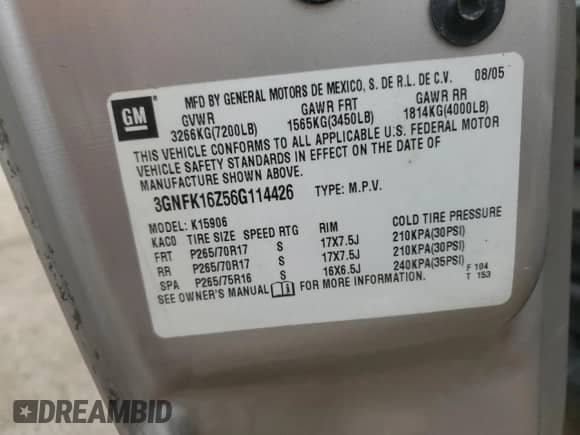 GM
MFD BY GENERAL MOTORS DE MEXICO, S. DE R.L. DE C.V. 08/05
GVWR GAWR FRT GAWR RR
3266KG(7200LB) 1565KG(3450LB) 1814KG(4000LB)
THIS VEHICLE CONFORMS TO ALL APPLICABLE U.S. FEDERAL MOTOR
VEHICLE SAFETY STANDARDS IN EFFECT ON THE DATE OF
MANUFACTURE SHOWN ABOVE.
3GNFK16Z56G114426 TYPE: M.P.V.
MODEL: K15906
KACO TIRE SIZE SPEED RTG RIM COLD TIRE PRESSURE
FRT P265/70R17 S 17X7.5J 210KPA(30PSI)
RR P265/70R17 S 17X7.5J 210KPA(30PSI)
SPA P265/75R16 S 16X6.5J 240KPA(35PSI)
SEE OWNER'S MANUAL FOR MORE INFORMATION.
F 104
T 153
DREAMBID